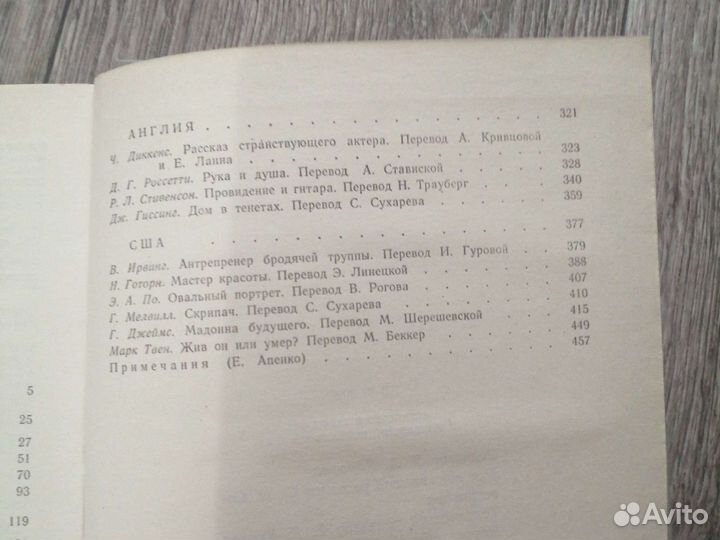 АНГЛИЯ . . . . . . . . . . . . . . . . 321
Ч. Диккенс. Рассказ странствующего актера. Перевод А. Кривцовой
и Е. Ланна . . . . . . . . . . . . . 323
Д. Г. Россетти. Рука и душа. Перевод А. Ставиской . . . . 328
Р. Л. Стивенсон. Провидение и гитара. Перевод Н. Трауберг . . . 340
Дж. Гиссинг. Дом в тенетах. Перевод С. Сухарева . . . . . 359
США . . . . . . . . . . . . . . . . 377
В. Ирвинг. Антрепренер бродячей труппы. Перевод И. Гуровой . . 379
Н. Готорн. Мастер красоты. Перевод Э. Линецкой . . . . . 388
Э. А. По. Овальный портрет. Перевод В. Рогова . . . . . 407
Г. Мелвилл. Скрипач. Перевод С. Сухарева . . . . . . 410
Г. Джеймс. Мадонна будущего. Перевод М. Шерешевской . . . 415
Марк Твен. Жив он или умер? Перевод М. Беккер . . . . . 449
Примечания (Е. Апенко) . . . . . . . . . . 457
5
25
27
51
70
93
119
Avito